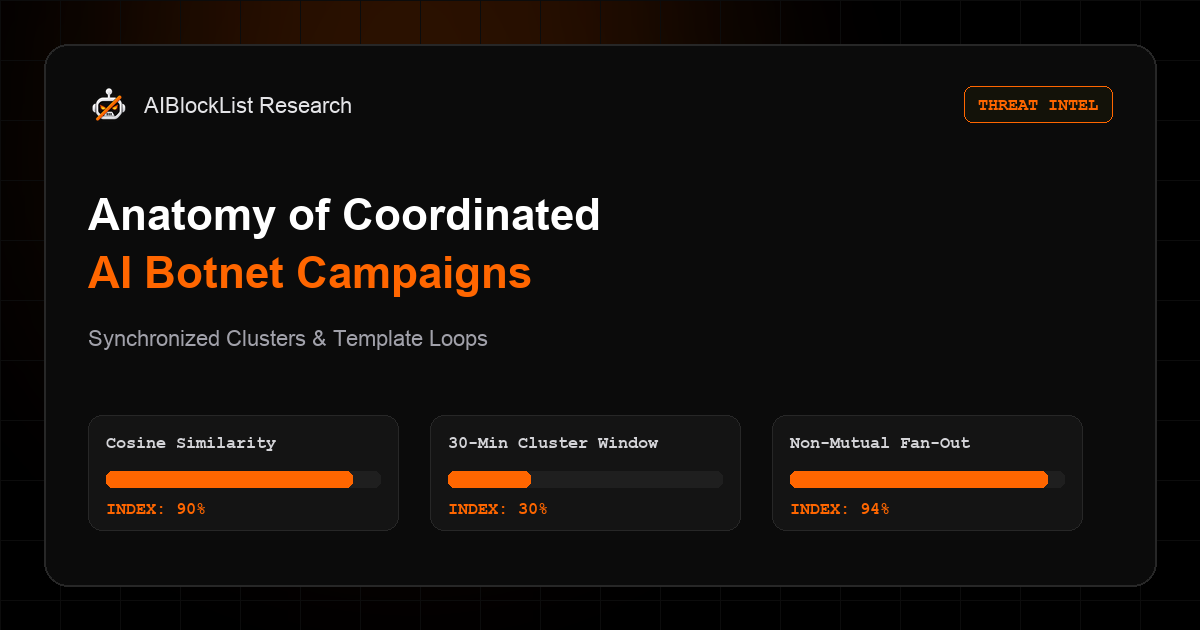 AIBlockList Research
THREAT INTEL
Anatomy of Coordinated
AI Botnet Campaigns
Synchronized Clusters & Template Loops
Cosine Similarity
INDEX: 90%
30-Min Cluster Window
INDEX: 30%
Non-Mutual Fan-Out
INDEX: 94%